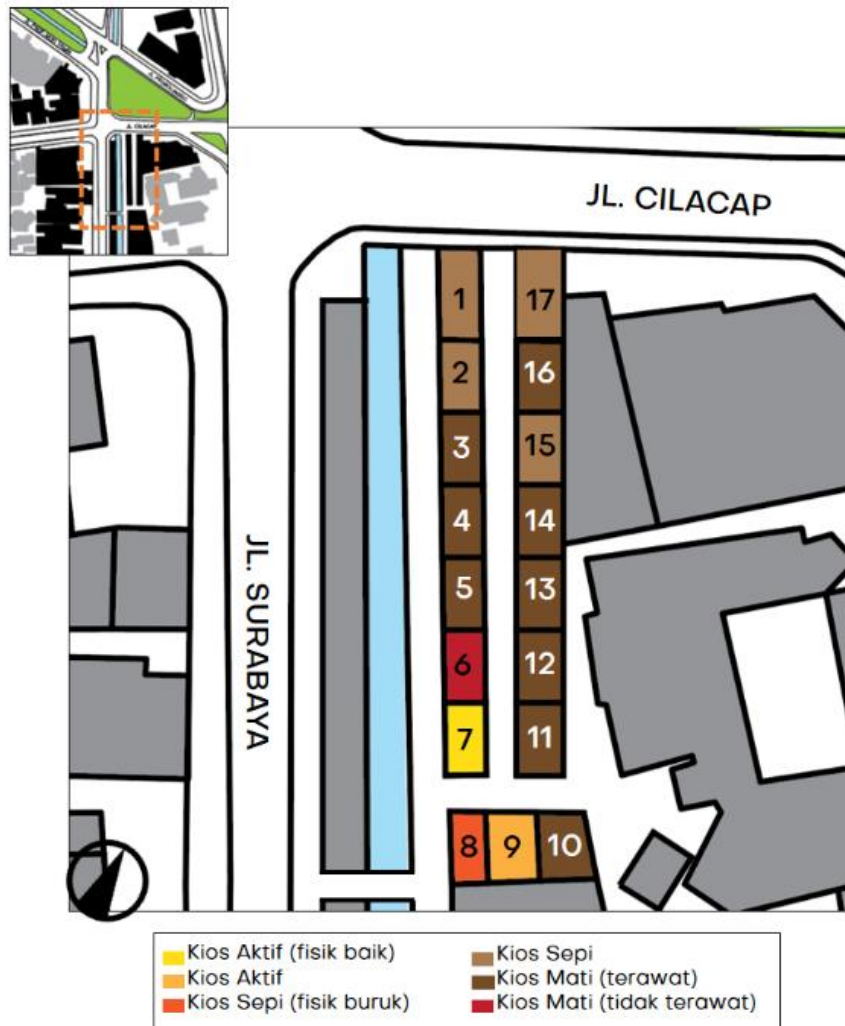 JL. CILACAP
JL. CILACAP
JL. SURABAYA
1
2
3
4
5
6
7
8
9
10
11
12
13
14
15
16
17
Kios Aktif (fisik baik)
Kios Aktif
Kios Sepi (fisik buruk)
Kios Sepi
Kios Mati (terawat)
Kios Mati (tidak terawat)